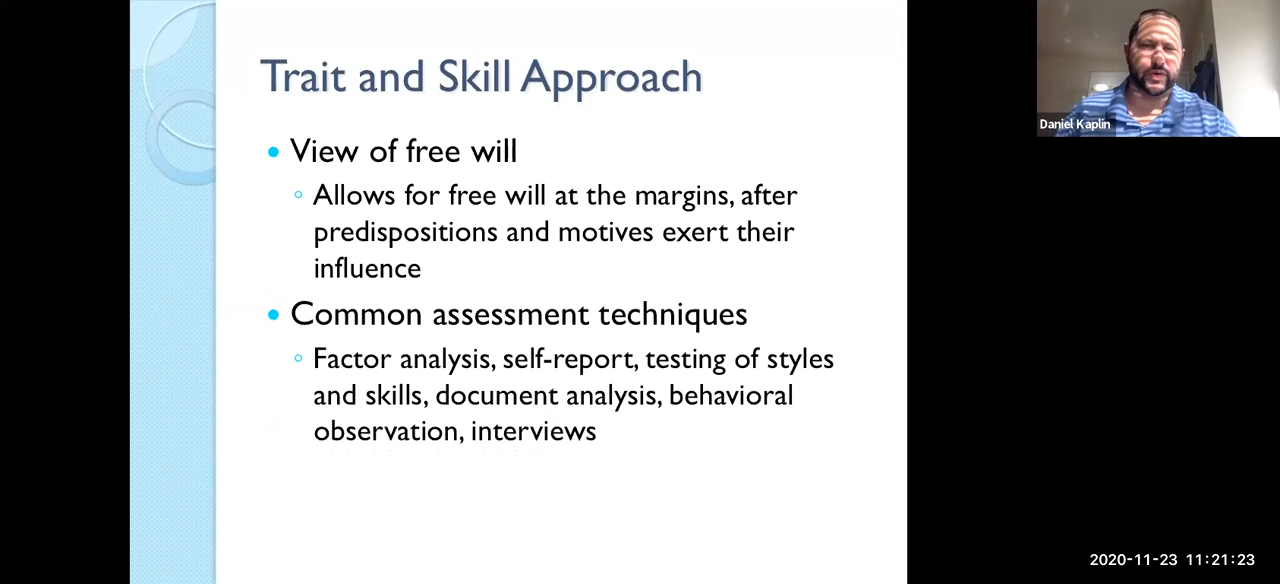 Trait and Skill Approach
View of free will
Allows for free will at the margins, after
predispositions and motives exert their
influence
Common assessment techniques
Factor analysis, self-report, testing of styles
and skills, document analysis, behavioral
observation, interviews
Daniel Kaplin
2020-11-23 11:21:23